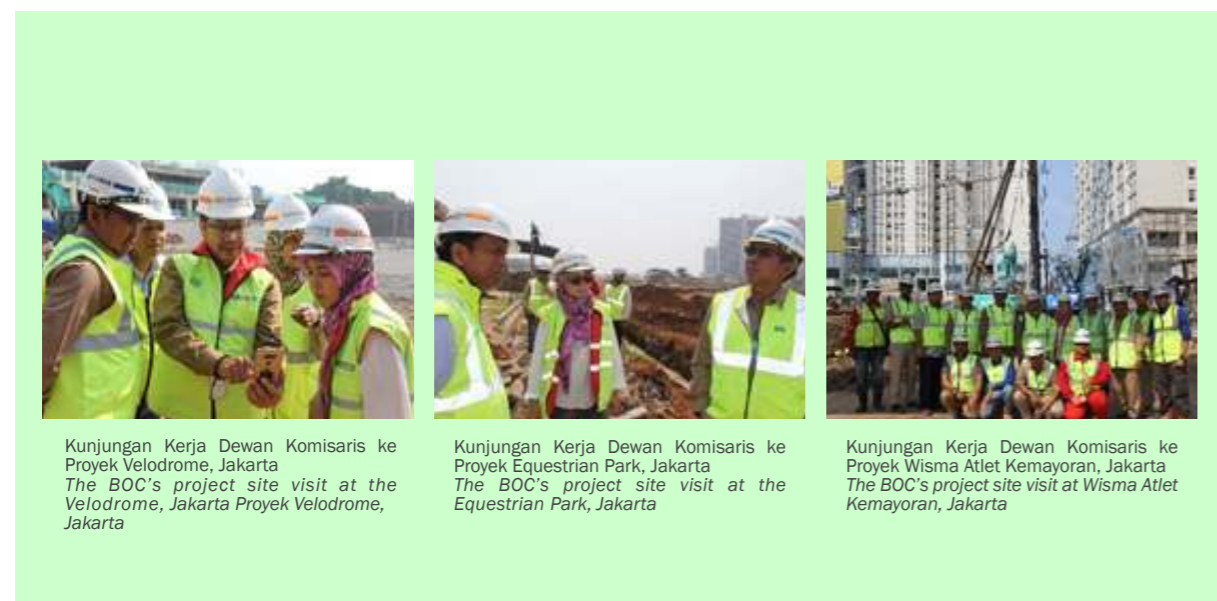 Kunjungan Kerja Dewan Komisaris ke
Proyek Velodrome, Jakarta
The BOC's project site visit at the
Velodrome, Jakarta Proyek Velodrome,
Jakarta
Kunjungan Kerja Dewan Komisaris ke
Proyek Equestrian Park, Jakarta
The BOC's project site visit at the
Equestrian Park, Jakarta
Kunjungan Kerja Dewan Komisaris ke
Proyek Wisma Atlet Kemayoran, Jakarta
The BOC's project site visit at Wisma Atlet
Kemayoran, Jakarta